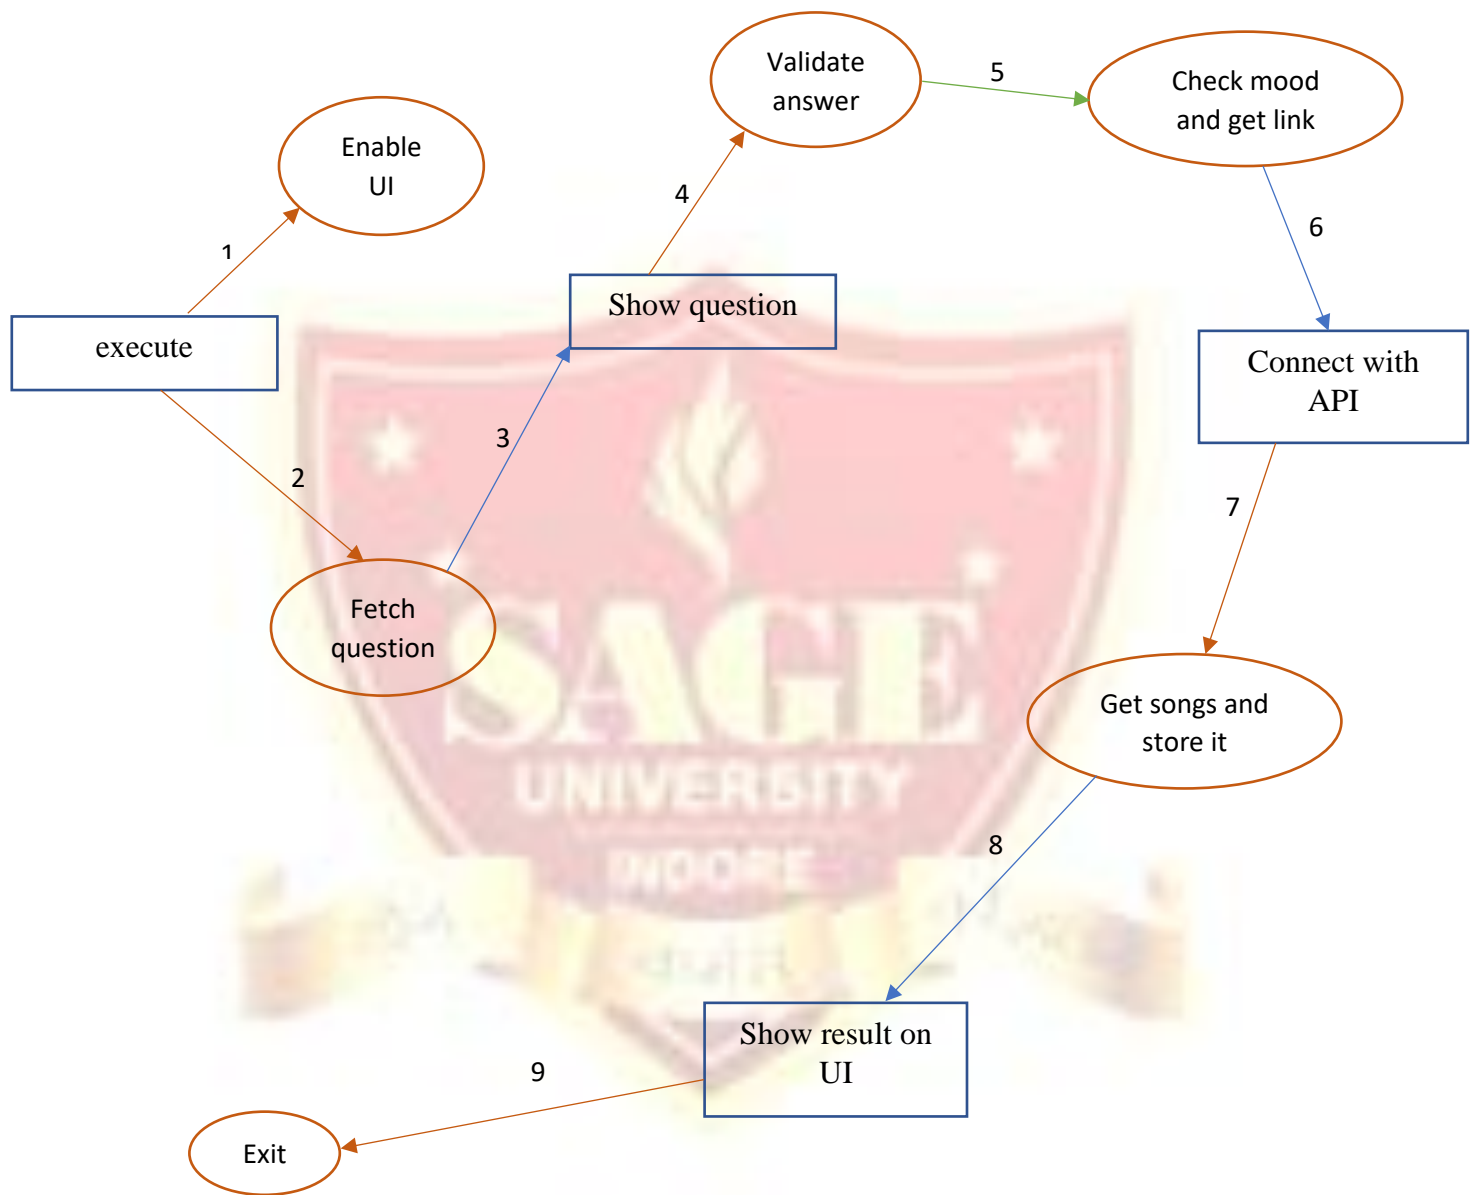 Validate
answer
5
Check mood
and get link
Enable
UI
4
6
1
Show question
execute
Connect with
API
3
2
7
Fetch
question
SAGE
Get songs and
store it
UNIVERSITY
8
INDORE
Show result on
UI
9
Exit